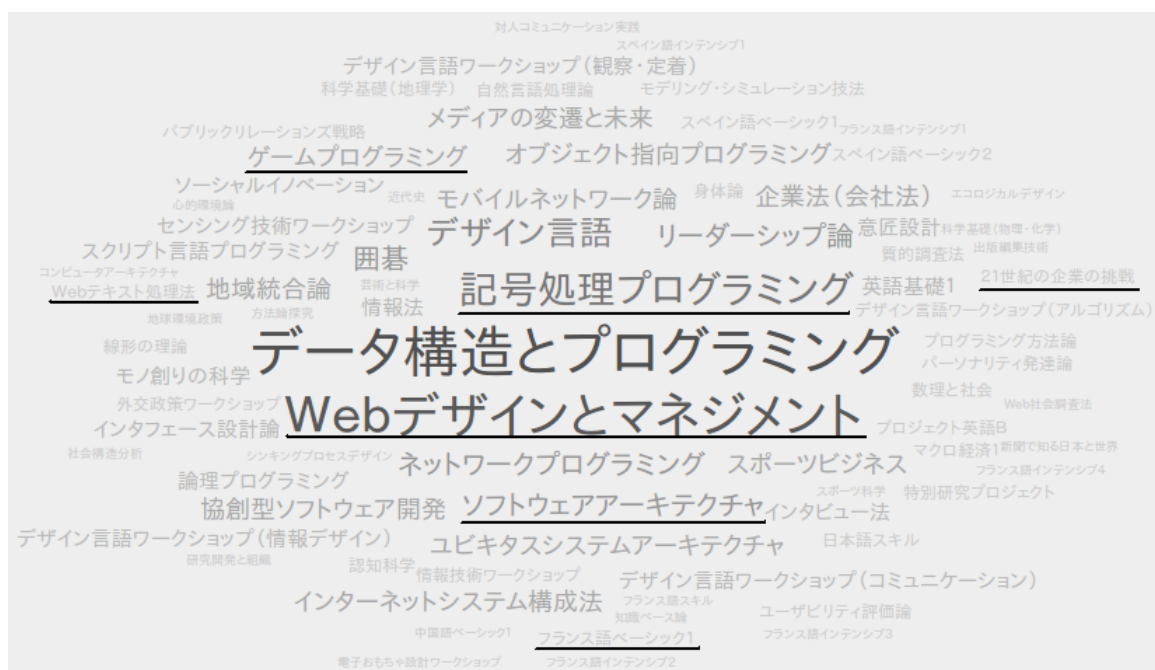 対人コミュニケーション実践
スペイン語インテンシブ1
デザイン言語ワークショップ(観察・定着)
科学基礎(地理学) 自然言語処理論 モデリング・シミュレーション技法
メディアの変遷と未来 スペイン語ベーシック1 フランス語インテンシブ1
パブリックリレーションズ戦略
ゲームプログラミング オブジェクト指向プログラミング スペイン語ベーシック2
ソーシャルイノベーション 近代史 モバイルネットワーク論 身体論 企業法(会社法) エコロジカルデザイン
心的環境論
センシング技術ワークショップ デザイン言語 リーダーシップ論 意匠設計 科学基礎(物理・化学)
スクリプト言語プログラミング 囲碁 質的調査法 出版編集技術
コンピュータアーキテクチャ
Webテキスト処理法 地域統合論 芸術と科学 記号処理プログラミング 英語基礎1 21世紀の企業の挑戦
地球環境政策 方法論探究 情報法 デザイン言語ワークショップ(アルゴリズム)
線形の理論 データ構造とプログラミング プログラミング方法論
モノ創りの科学 パーソナリティ発達論
外交政策ワークショップ 数理と社会 Web社会調査法
インタフェース設計論 Webデザインとマネジメント プロジェクト英語B
社会構造分析 シンキングプロセスデザイン マクロ経済1 新聞で知る日本と世界
ネットワークプログラミング スポーツビジネス フランス語インテンシブ4
論理プログラミング スポーツ科学 特別研究プロジェクト
協創型ソフトウェア開発 ソフトウェアアーキテクチャ インタビュー法
デザイン言語ワークショップ(情報デザイン) ユビキタスシステムアーキテクチャ 日本語スキル
研究開発と組織 認知科学 情報技術ワークショップ デザイン言語ワークショップ(コミュニケーション)
インターネットシステム構成法 フランス語スキル ユーザビリティ評価論
知識ベース論
中国語ベーシック1 フランス語ベーシック1 フランス語インテンシブ3
電子おもちゃ設計ワークショップ フランス語インテンシブ2